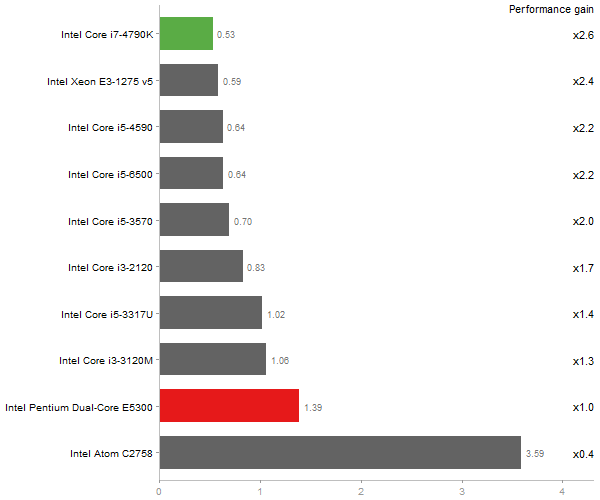 Performance gain
Intel Core i7-4790K 0.53 x2.6
Intel Xeon E3-1275 v5 0.59 x2.4
Intel Core i5-4590 0.64 x2.2
Intel Core i5-6500 0.64 x2.2
Intel Core i5-3570 0.70 x2.0
Intel Core i3-2120 0.83 x1.7
Intel Core i5-3317U 1.02 x1.4
Intel Core i3-3120M 1.06 x1.3
Intel Pentium Dual-Core E5300 1.39 x1.0
Intel Atom C2758 3.59 x0.4
0 1 2 3 4